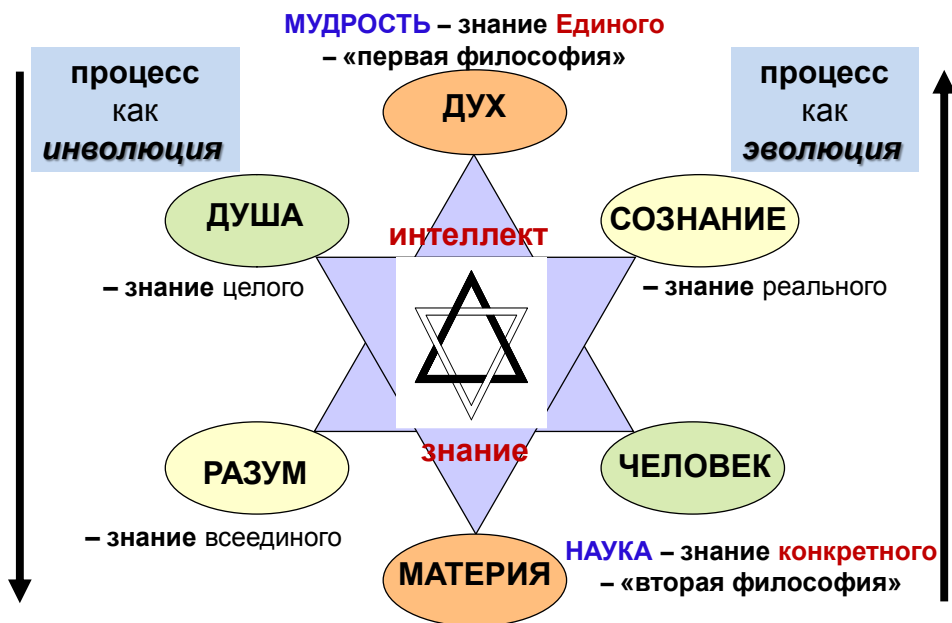 МУДРОСТЬ – знание Единого
– «первая философия»
процесс
как
инволюция
процесс
как
эволюция
ДУХ
ДУША
СОЗНАНИЕ
интеллект
– знание целого
– знание реального
знание
РАЗУМ
ЧЕЛОВЕК
– знание всеединого
НАУКА – знание конкретного
– «вторая философия»
МАТЕРИЯ